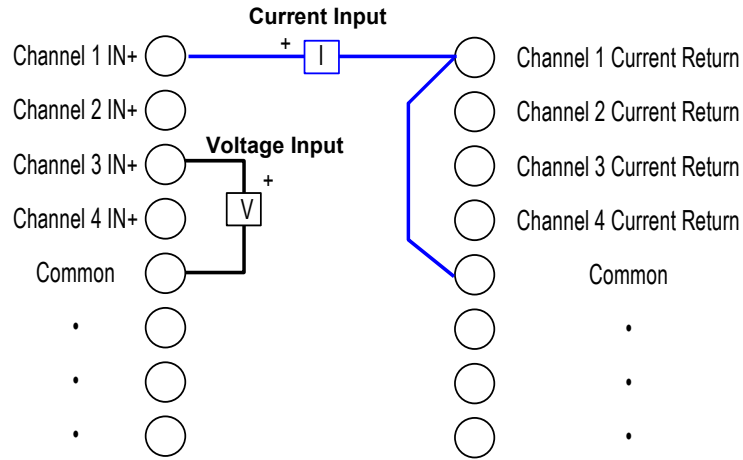 Current Input
Channel 1 IN+
+
I
Channel 1 Current Return
Channel 2 IN+
Channel 2 Current Return
Voltage Input
Channel 3 IN+
+
Channel 3 Current Return
V
Channel 4 IN+
Channel 4 Current Return
Common
Common
•
•
•
•
•
•